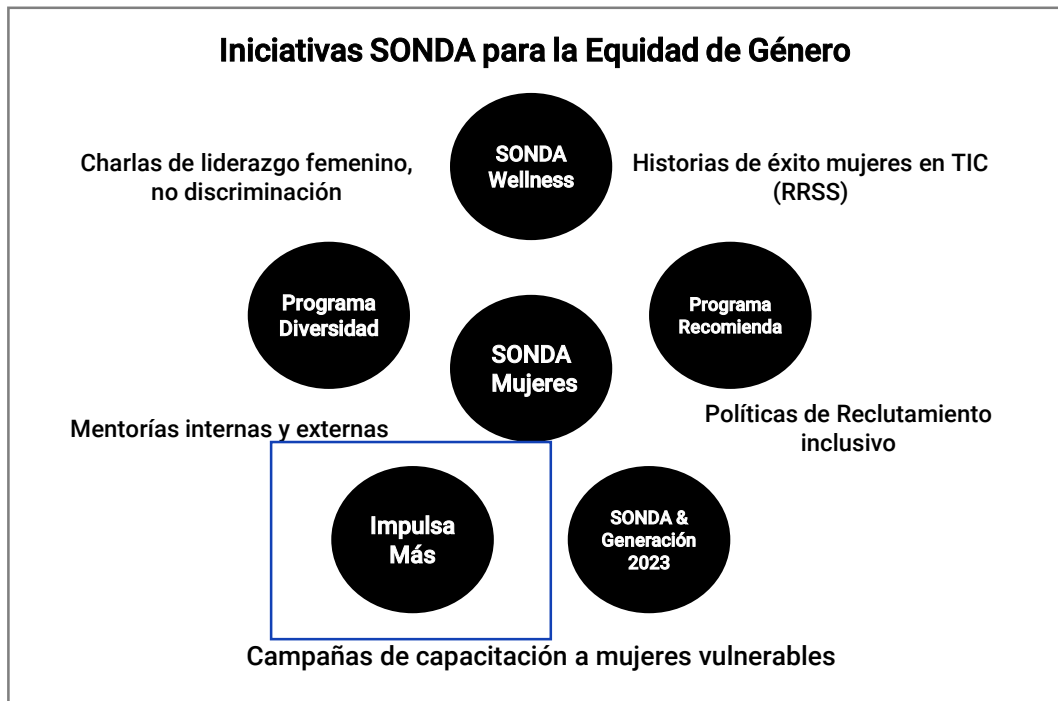 Iniciativas SONDA para la Equidad de Género
SONDA
Wellness
Charlas de liderazgo femenino,
no discriminación
Historias de éxito mujeres en TIC
(RRSS)
Programa
Diversidad
SONDA
Mujeres
Programa
Recomienda
Mentorías internas y externas
Políticas de Reclutamiento
inclusivo
Impulsa
Más
SONDA &
Generación
2023
Campañas de capacitación a mujeres vulnerables